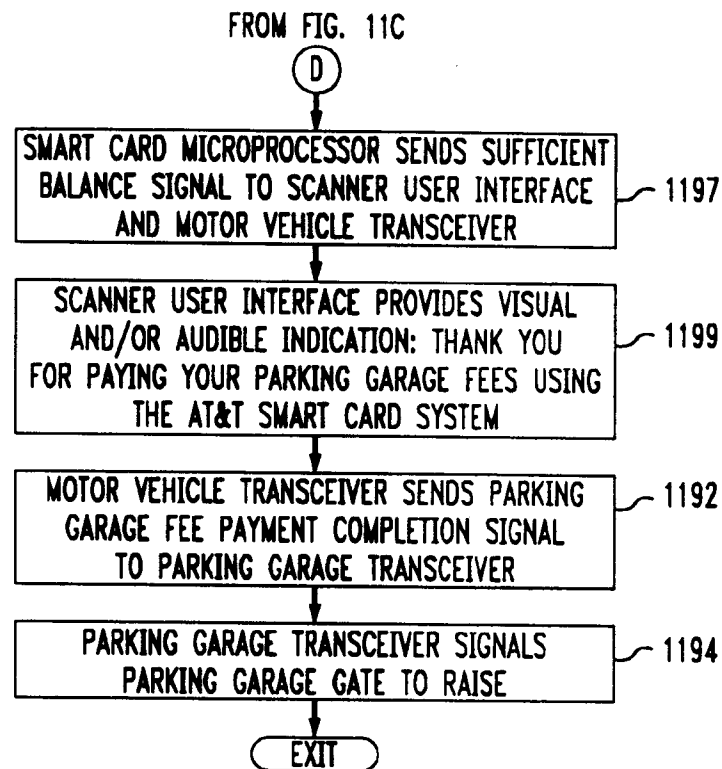 FROM FIG. 11C
D
SMART CARD MICROPROCESSOR SENDS SUFFICIENT
BALANCE SIGNAL TO SCANNER USER INTERFACE
AND MOTOR VEHICLE TRANSCEIVER
1197
SCANNER USER INTERFACE PROVIDES VISUAL
AND/OR AUDIBLE INDICATION: THANK YOU
FOR PAYING YOUR PARKING GARAGE FEES USING
THE AT&T SMART CARD SYSTEM
1199
MOTOR VEHICLE TRANSCEIVER SENDS PARKING
GARAGE FEE PAYMENT COMPLETION SIGNAL
TO PARKING GARAGE TRANSCEIVER
1192
PARKING GARAGE TRANSCEIVER SIGNALS
PARKING GARAGE GATE TO RAISE
1194
EXIT